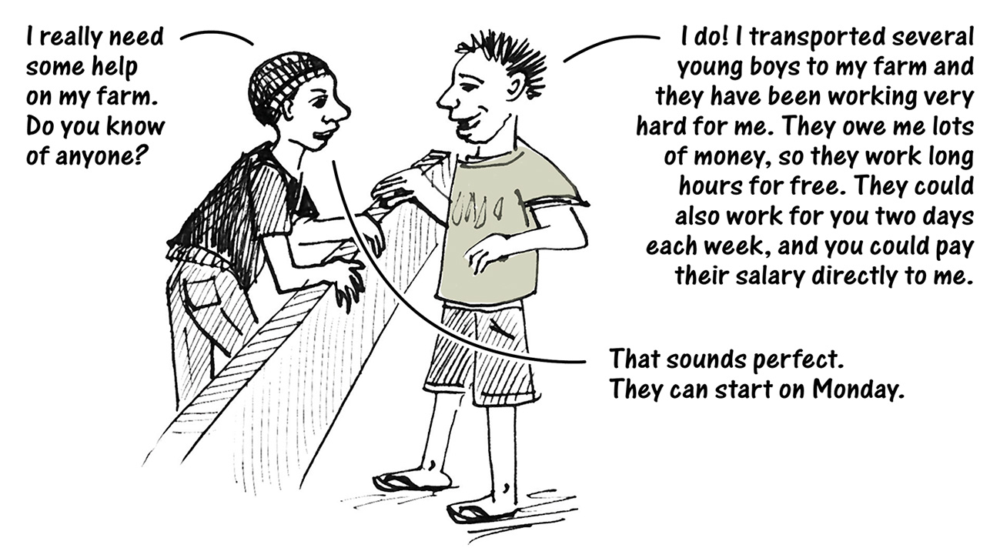 I really need
some help
on my farm.
Do you know
of anyone?
I do! I transported several
young boys to my farm and
they have been working very
hard for me. They owe me lots
of money, so they work long
hours for free. They could
also work for you two days
each week, and you could pay
their salary directly to me.
That sounds perfect.
They can start on Monday.